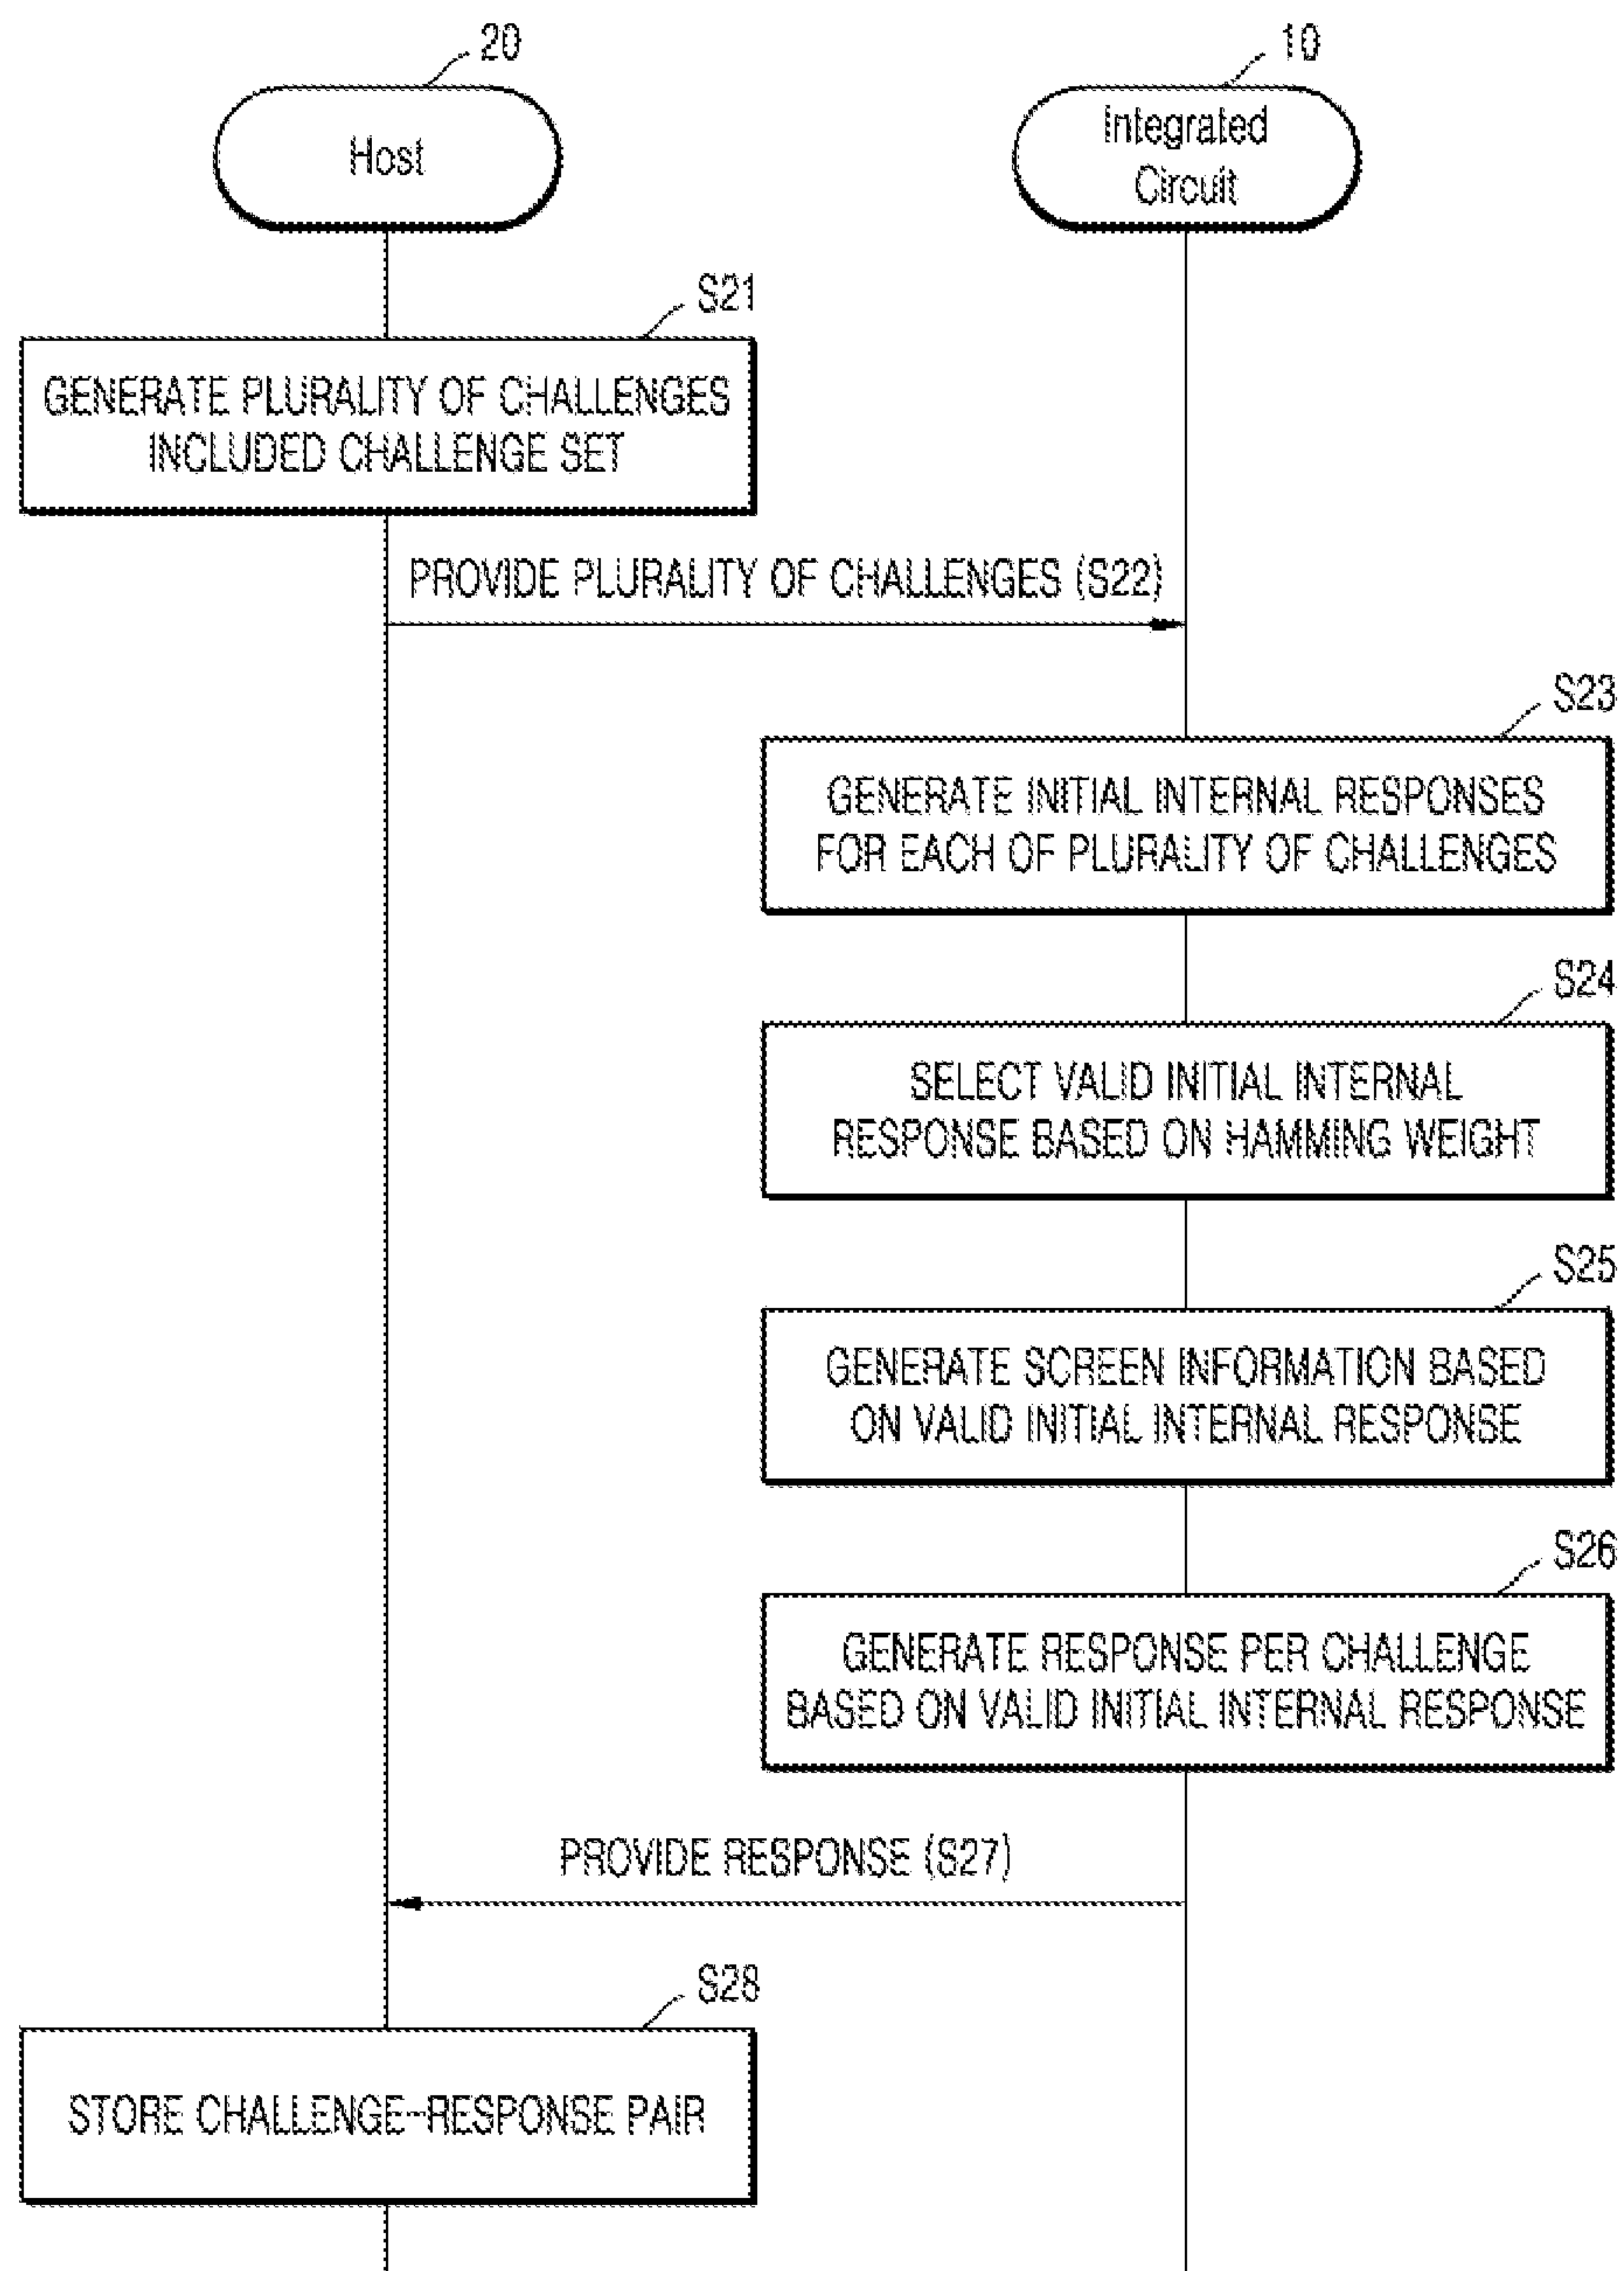 20
10
Host
Integrated
Circuit
S21
GENERATE PLURALITY OF CHALLENGES
INCLUDED CHALLENGE SET
PROVIDE PLURALITY OF CHALLENGES (S22)
S23
GENERATE INITIAL INTERNAL RESPONSES
FOR EACH OF PLURALITY OF CHALLENGES
S24
SELECT VALID INITIAL INTERNAL
RESPONSE BASED ON HAMMING WEIGHT
S25
GENERATE SCREEN INFORMATION BASED
ON VALID INITIAL INTERNAL RESPONSE
S26
GENERATE RESPONSE PER CHALLENGE
BASED ON VALID INITIAL INTERNAL RESPONSE
PROVIDE RESPONSE (S27)
S28
STORE CHALLENGE-RESPONSE PAIR